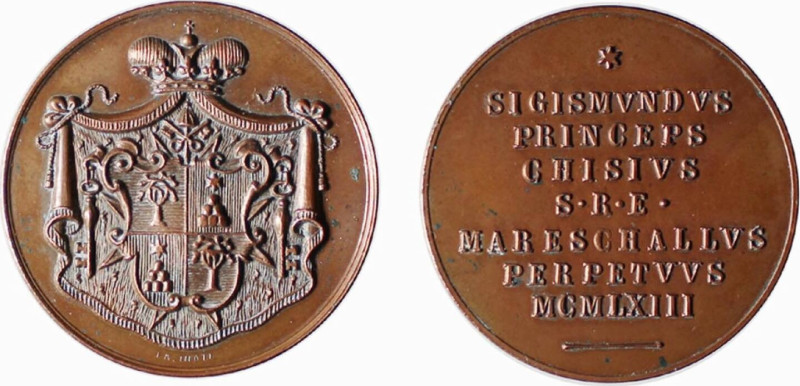 SIGISMVNDVS
PRINCEPS
CHISIVS
S·R·E·
MARESCHALLVS
PERPETVVS
MCMLXIII